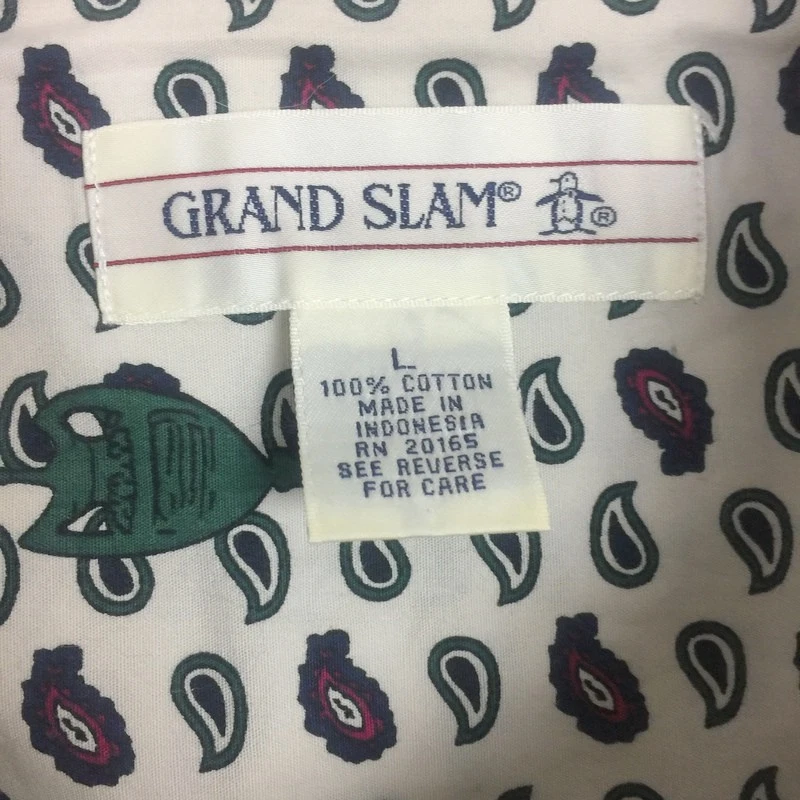 GRAND SLAM® ®
L
100% COTTON
MADE IN
INDONESIA
RN 20165
SEE REVERSE
FOR CARE